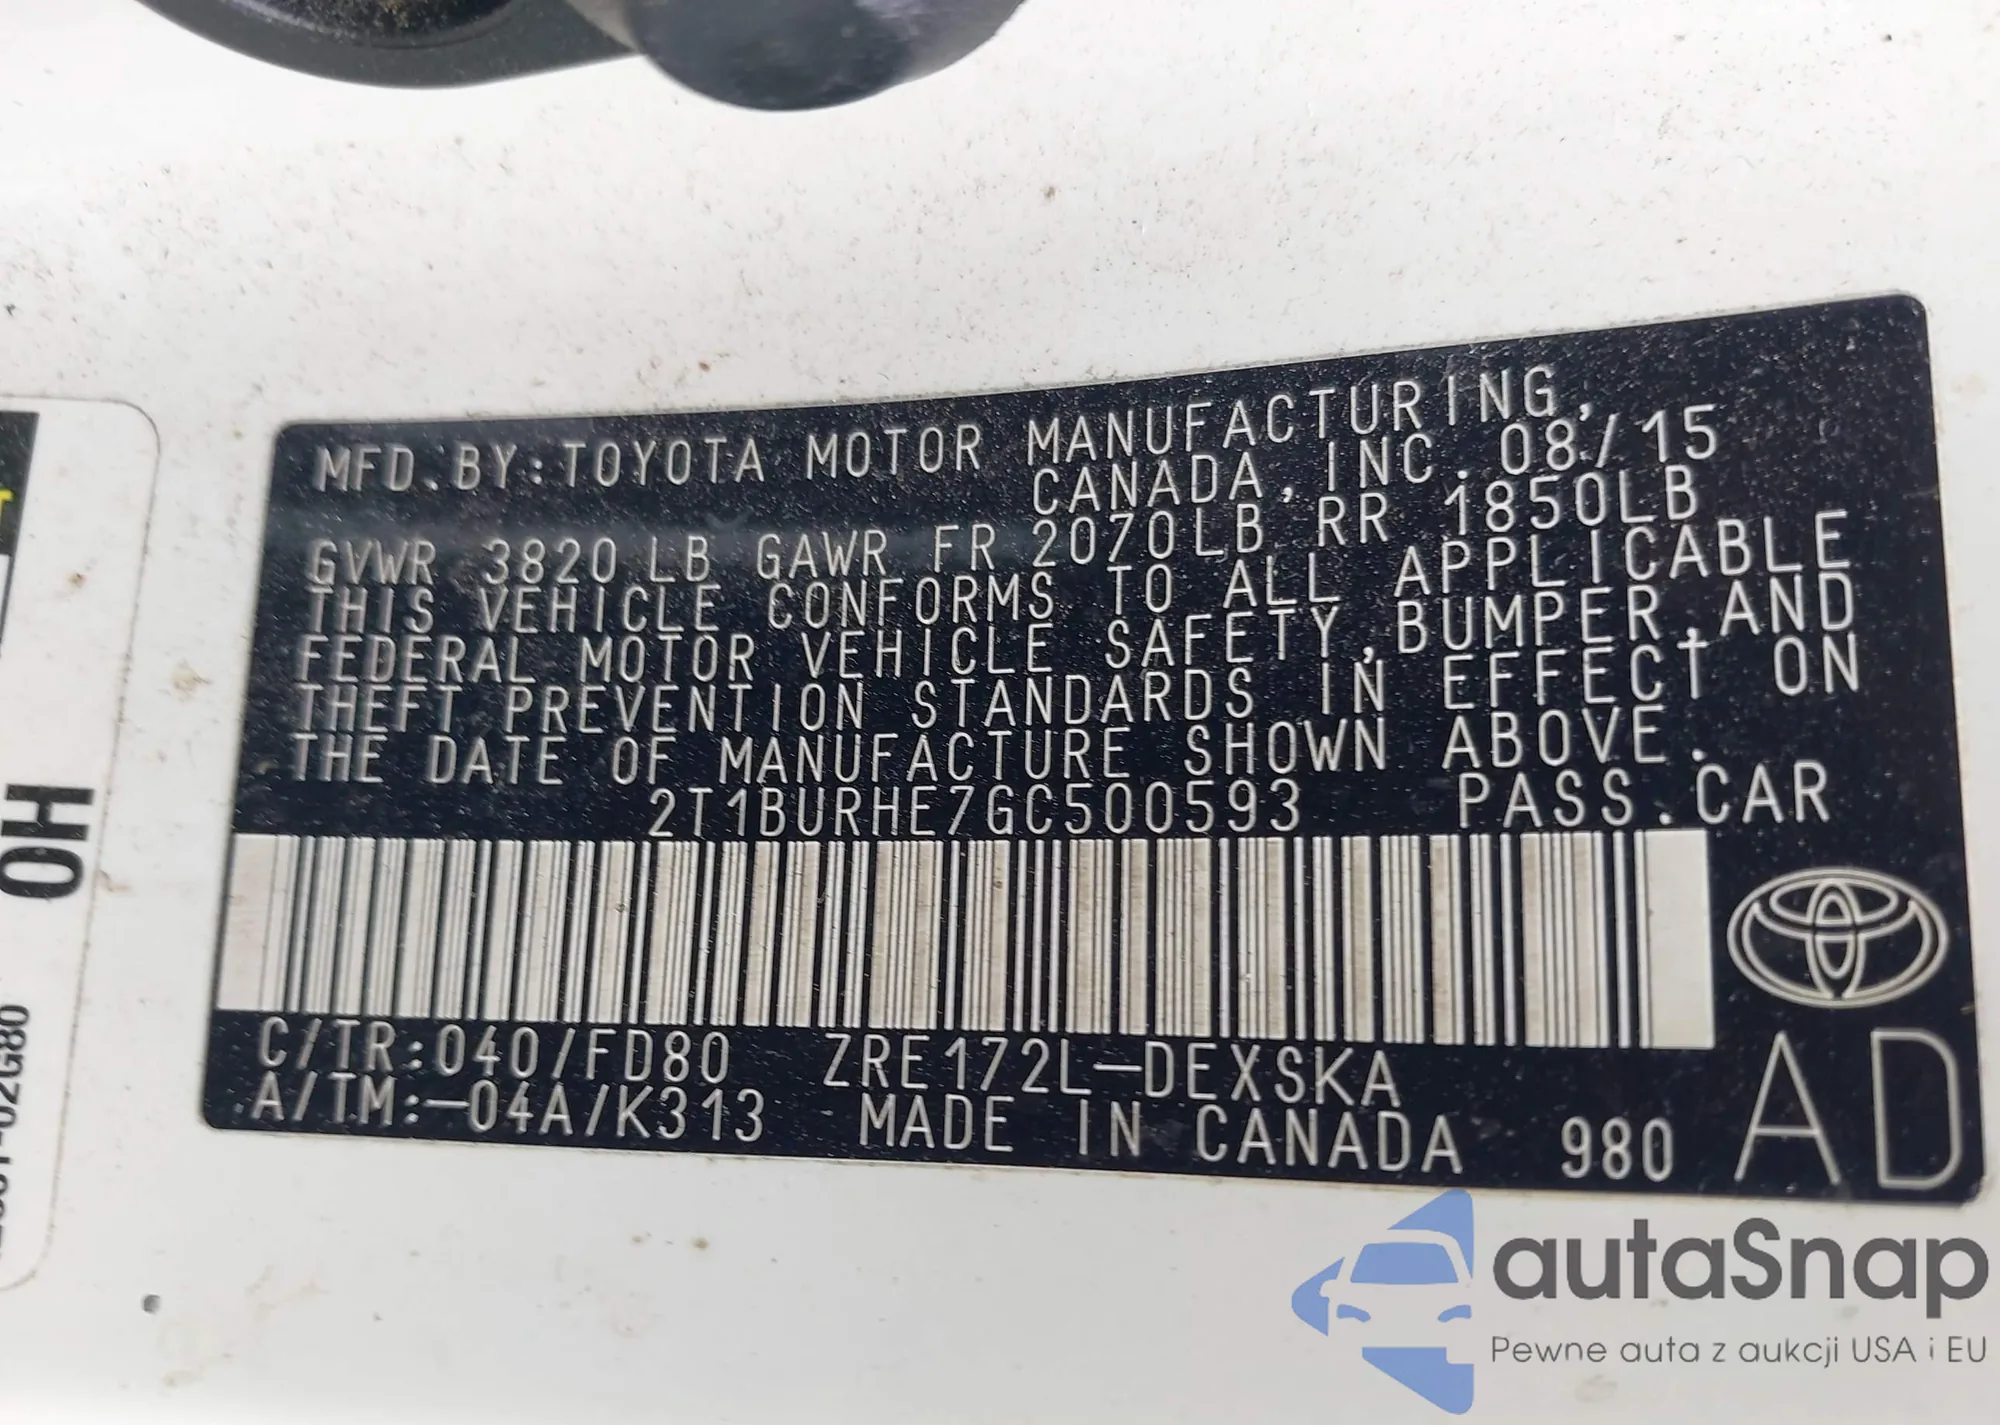 MFD. BY: TOYOTA MOTOR MANUFACTURING,
CANADA, INC. 08/15
GVWR 3820 LB GAWR FR 2070LB RR 1850LB
THIS VEHICLE CONFORMS TO ALL APPLICABLE
FEDERAL MOTOR VEHICLE SAFETY, BUMPER, AND
THEFT PREVENTION STANDARDS IN EFFECT ON
THE DATE OF MANUFACTURE SHOWN ABOVE.
2T1BURHE7GC500593 PASS. CAR
C/TR:040/FD80 ZRE172L-DEXSKA
A/TM:-04A/K313 MADE IN CANADA 980 AD
OH
autaSnap
Pewne auta z aukcji USA i EU